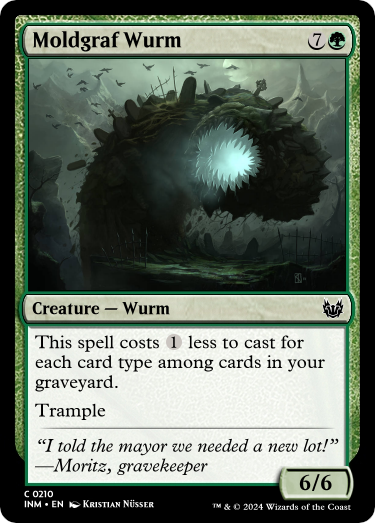 Moldgraf Wurm 7
Creature — Wurm
This spell costs 1 less to cast for
each card type among cards in your
graveyard.
Trample
“I told the mayor we needed a new lot!”
—Moritz, gravekeeper
6/6
C 0210
INM • EN Kristian Nüsser
™ & © 2024 Wizards of the Coast